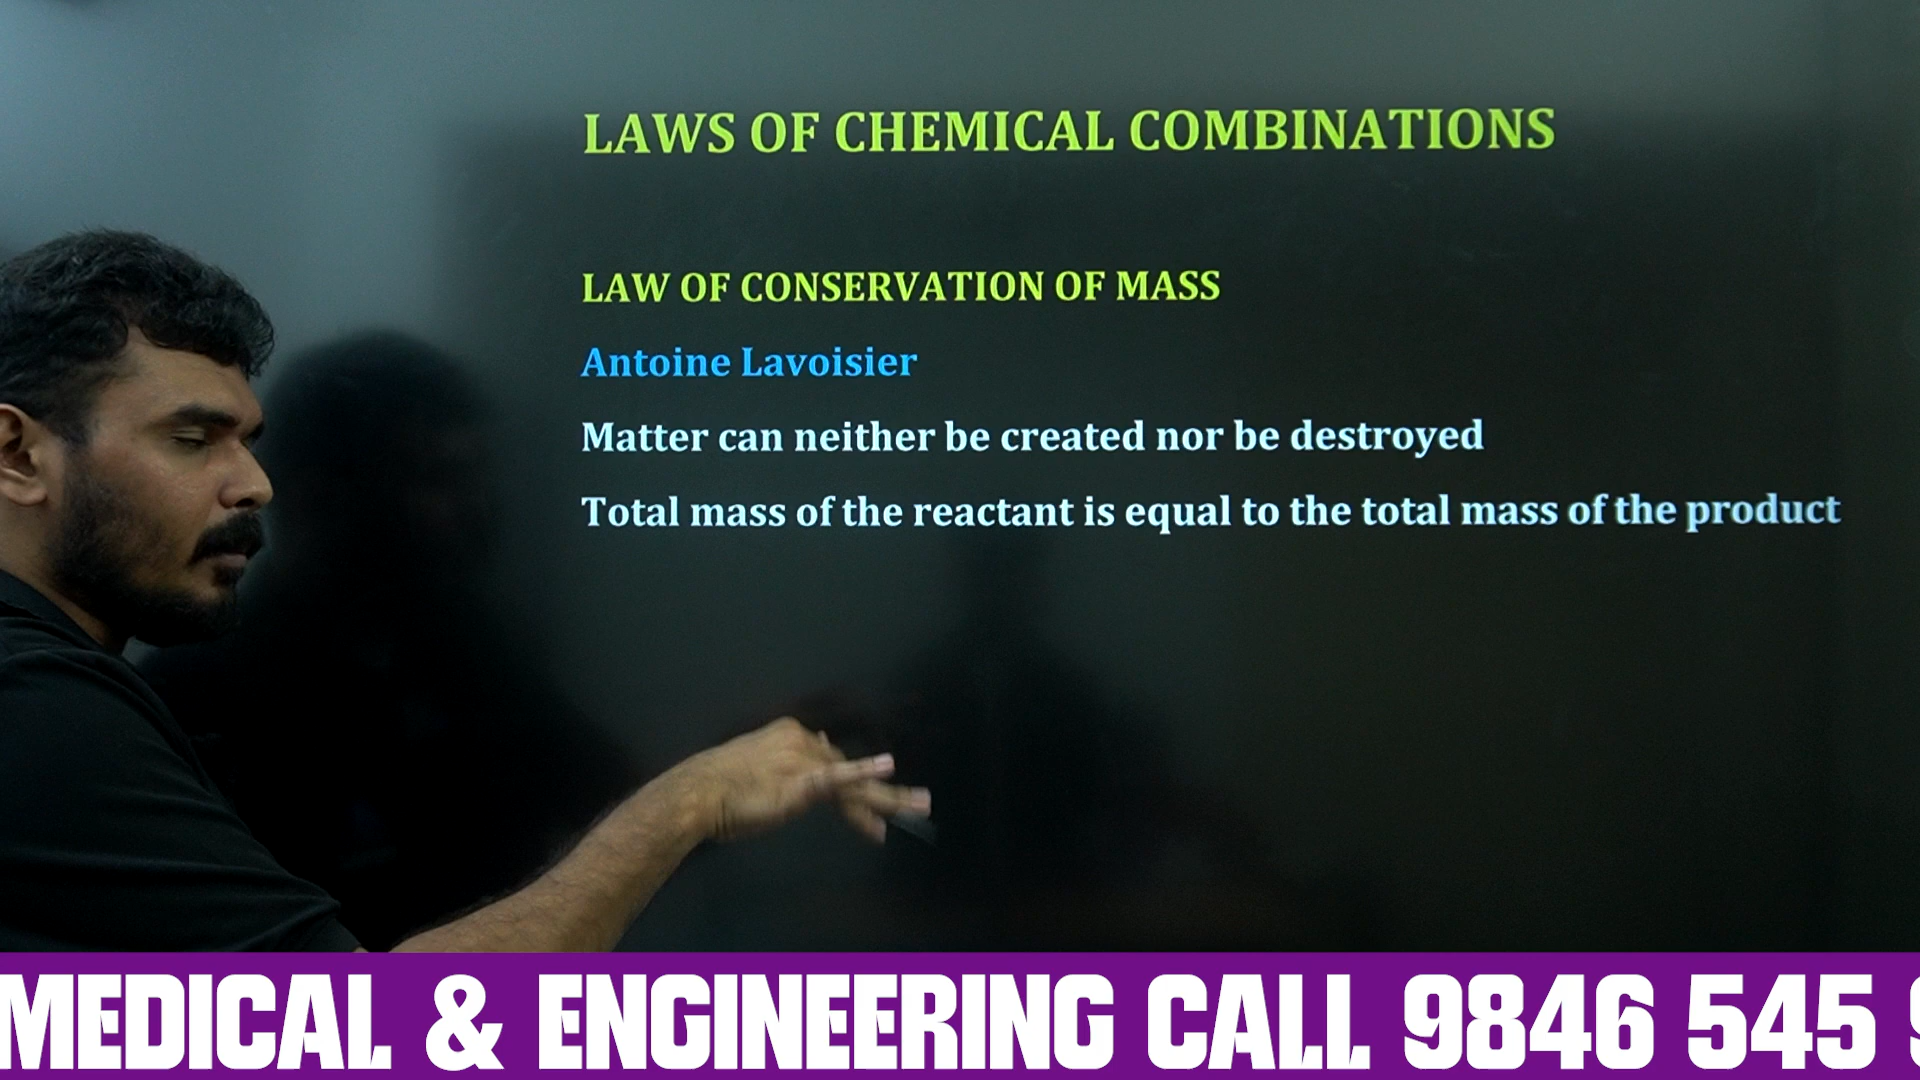 LAWS OF CHEMICAL COMBINATIONS
LAW OF CONSERVATION OF MASS
Antoine Lavoisier
Matter can neither be created nor be destroyed
Total mass of the reactant is equal to the total mass of the product
MEDICAL & ENGINEERING CALL 9846 545